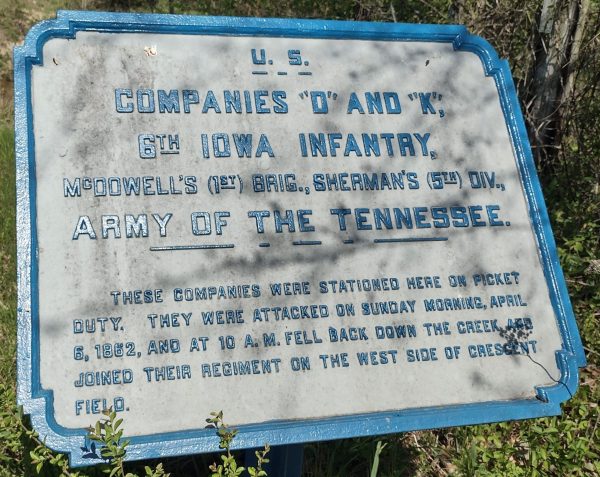 U. S.
COMPANIES "D" AND "K",
6TH IOWA INFANTRY,
McDOWELL'S (1ST) BRIG., SHERMAN'S (5TH) DIV.,
ARMY OF THE TENNESSEE.
THESE COMPANIES WERE STATIONED HERE ON PICKET
DUTY. THEY WERE ATTACKED ON SUNDAY MORNING, APRIL
6, 1862, AND AT 10 A.M. FELL BACK DOWN THE CREEK AND
JOINED THEIR REGIMENT ON THE WEST SIDE OF CRESCENT
FIELD.